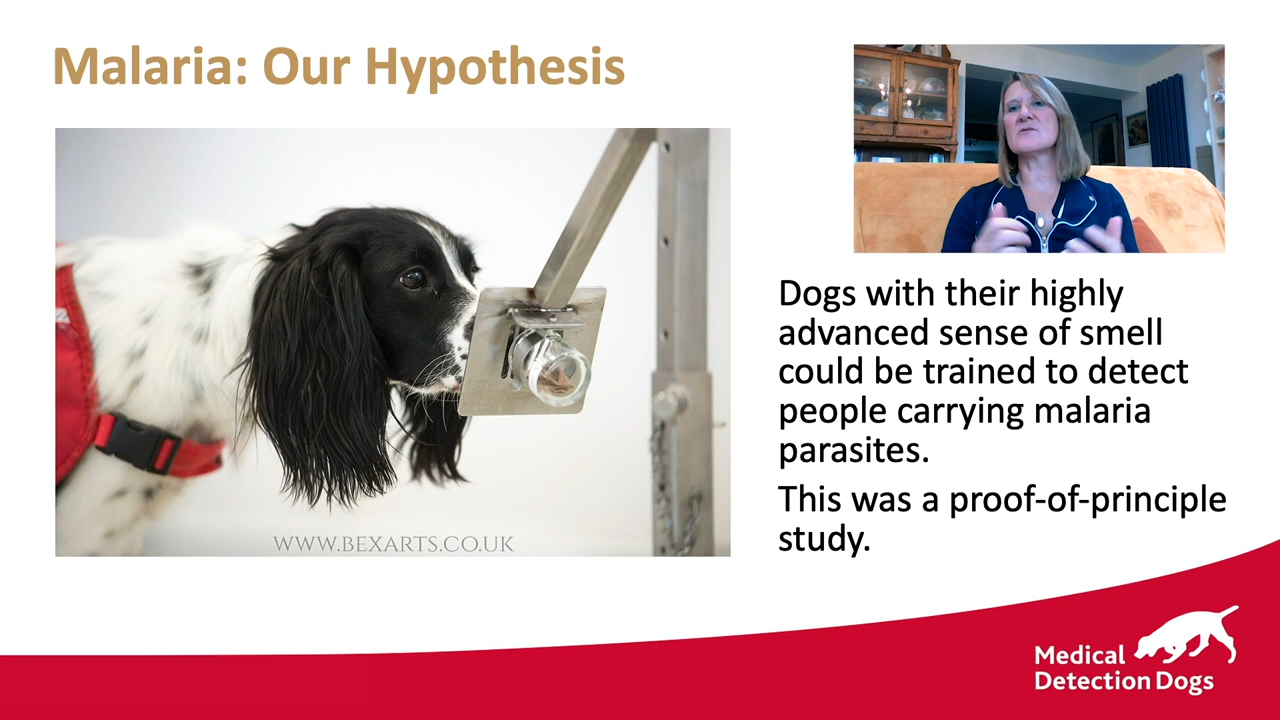 Malaria: Our Hypothesis
Dogs with their highly
advanced sense of smell
could be trained to detect
people carrying malaria
parasites.
This was a proof-of-principle
study.
WWW.BEXARTS.CO.UK
Medical
Detection Dogs